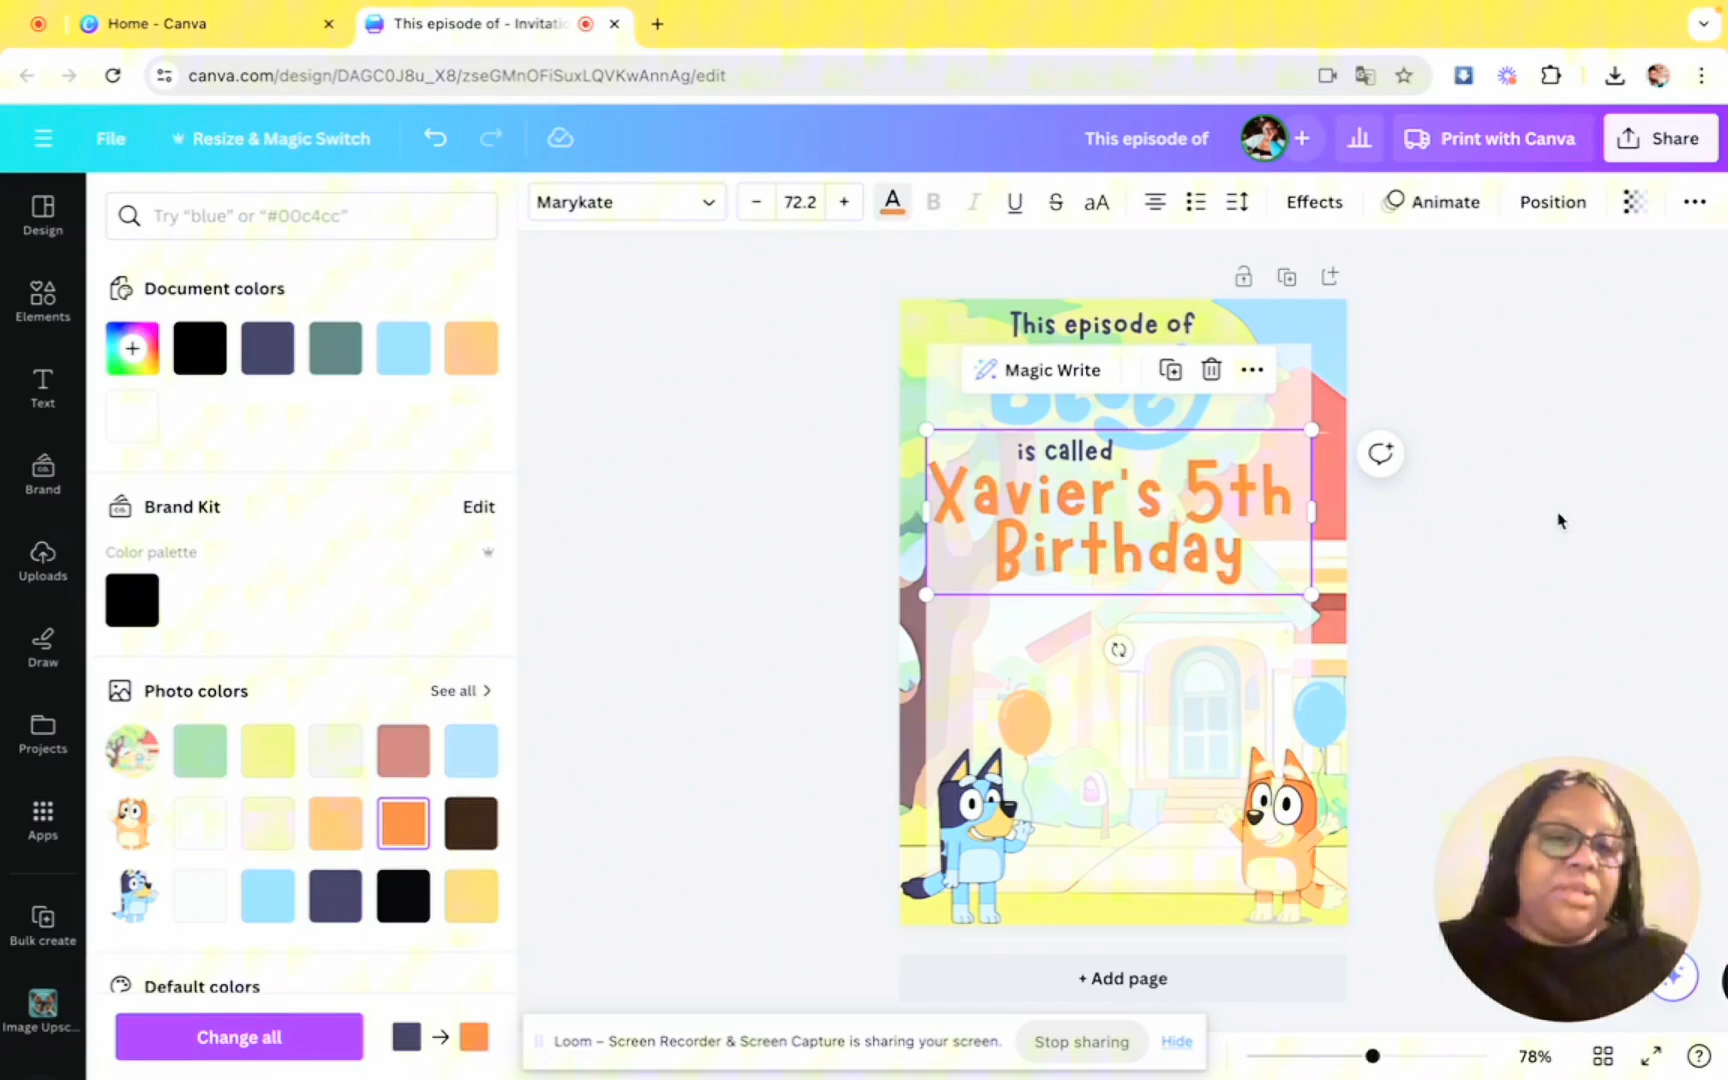 Home - Canva
This episode of - Invitatio
canva.com/design/DAGC0J8u_X8/zseGMnOFiSuxLQVKwAnnAg/edit
File
Resize & Magic Switch
This episode of
Print with Canva
Share
Design
Elements
Text
Brand
Uploads
Draw
Projects
Apps
Bulk create
Image Upsc...
Try “blue” or “#00c4cc”
Document colors
Brand Kit
Edit
Color palette
Photo colors
See all
Default colors
Change all
Marykate
72.2
A
B
I
U
S
aA
Effects
Animate
Position
This episode of
Magic Write
is called
Xavier's 5th
Birthday
+ Add page
Loom – Screen Recorder & Screen Capture is sharing your screen.
Stop sharing
Hide
78%